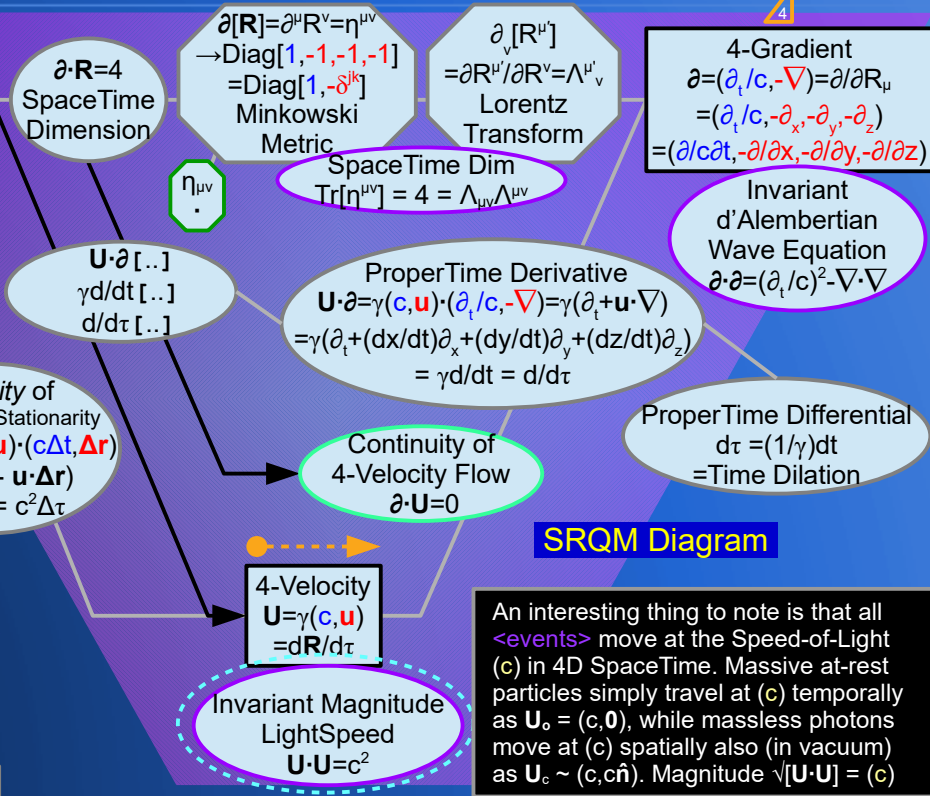 4
∂·R=4
SpaceTime
Dimension
∂[R]=∂^μR^ν=η^μν
→Diag[1,-1,-1,-1]
=Diag[1,-δ^jk]
Minkowski
Metric
∂_ν[R^μ']
=∂R^μ'/∂R^ν=Λ^μ'_ν
Lorentz
Transform
4-Gradient
∂=(∂_t/c,-∇)=∂/∂R_μ
=(∂_t/c,-∂_x,-∂_y,-∂_z)
=(∂/c∂t,-∂/∂x,-∂/∂y,-∂/∂z)
η_μν
.
SpaceTime Dim
Tr[η^μν] = 4 = Λ_μνΛ^μν
Invariant
d’Alembertian
Wave Equation
∂·∂=(∂_t/c)²-∇·∇
U·∂[..]
γd/dt[..]
d/dτ[..]
ProperTime Derivative
U·∂=γ(c,u)·(∂_t/c,-∇)=γ(∂_t+u·∇)
=γ(∂_t+(dx/dt)∂_x+(dy/dt)∂_y+(dz/dt)∂_z)
= γd/dt = d/dτ
ity of
Stationarity
u)·(cΔt,Δr)
- u·Δr)
= c²Δτ
ProperTime Differential
dτ =(1/γ)dt
=Time Dilation
Continuity of
4-Velocity Flow
∂·U=0
SRQM Diagram
4-Velocity
U=γ(c,u)
=dR/dτ
Invariant Magnitude
LightSpeed
U·U=c²
An interesting thing to note is that all
<events> move at the Speed-of-Light
(c) in 4D SpaceTime. Massive at-rest
particles simply travel at (c) temporally
as U_o = (c,0), while massless photons
move at (c) spatially also (in vacuum)
as U_c ~ (c,cn̂). Magnitude √[U·U] = (c)